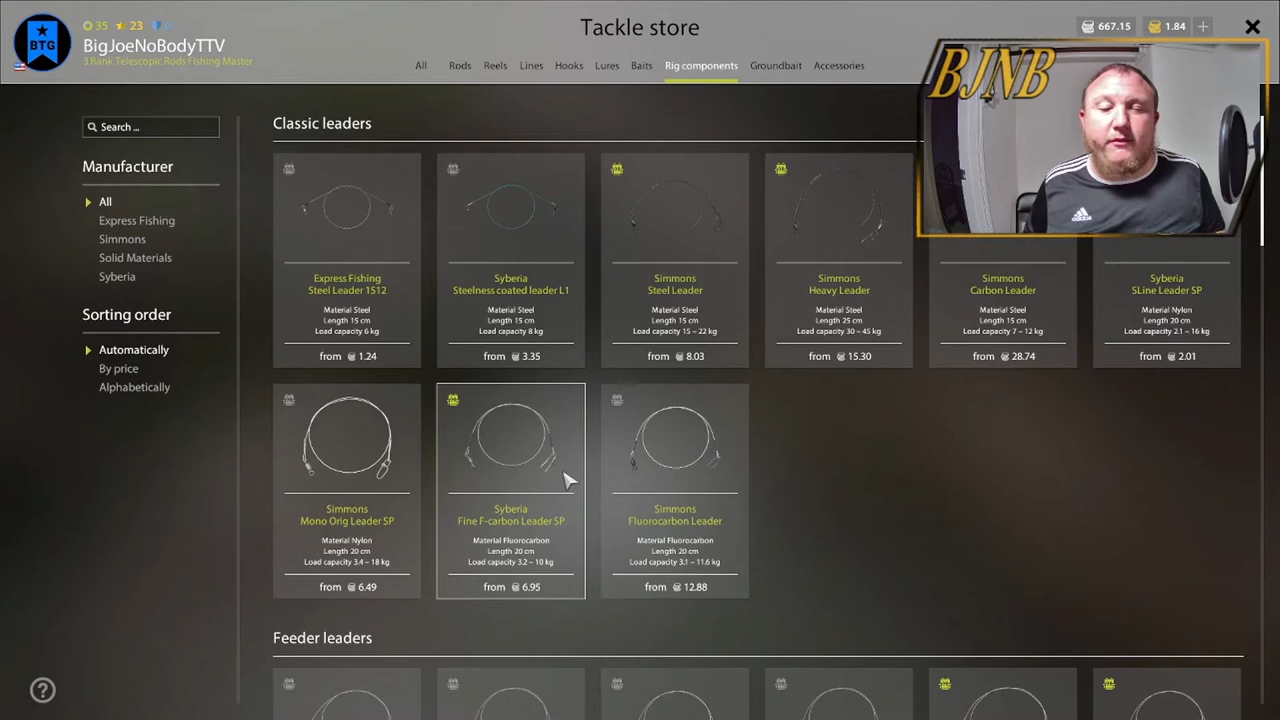 35 23
BTG
BigJoeNoBodyTTV
3 Rank Telescopic Rods Fishing Master
Tackle store
667.15 1.84 +
All Rods Reels Lines Hooks Lures Baits Rig components Groundbait Accessories
BJNB
Search ...
Manufacturer
All
Express Fishing
Simmons
Solid Materials
Syberia
Sorting order
Automatically
By price
Alphabetically
Classic leaders
Express Fishing
Steel Leader 1512
Material Steel
Length 15 cm
Load capacity 6 kg
from 1.24
Syberia
Steelness coated leader L1
Material Steel
Length 15 cm
Load capacity 8 kg
from 3.35
Simmons
Steel Leader
Material Steel
Length 15 cm
Load capacity 15 – 22 kg
from 8.03
Simmons
Heavy Leader
Material Steel
Length 25 cm
Load capacity 30 – 45 kg
from 15.30
Simmons
Carbon Leader
Material Steel
Length 15 cm
Load capacity 7 – 12 kg
from 28.74
Syberia
SLine Leader SP
Material Nylon
Length 20 cm
Load capacity 2.1 – 16 kg
from 2.01
Simmons
Mono Orig Leader SP
Material Nylon
Length 20 cm
Load capacity 3.4 – 18 kg
from 6.49
Syberia
Fine F-carbon Leader SP
Material Fluorocarbon
Length 20 cm
Load capacity 3.2 – 10 kg
from 6.95
Simmons
Fluorocarbon Leader
Material Fluorocarbon
Length 20 cm
Load capacity 3.1 – 11.6 kg
from 12.88
Feeder leaders
?